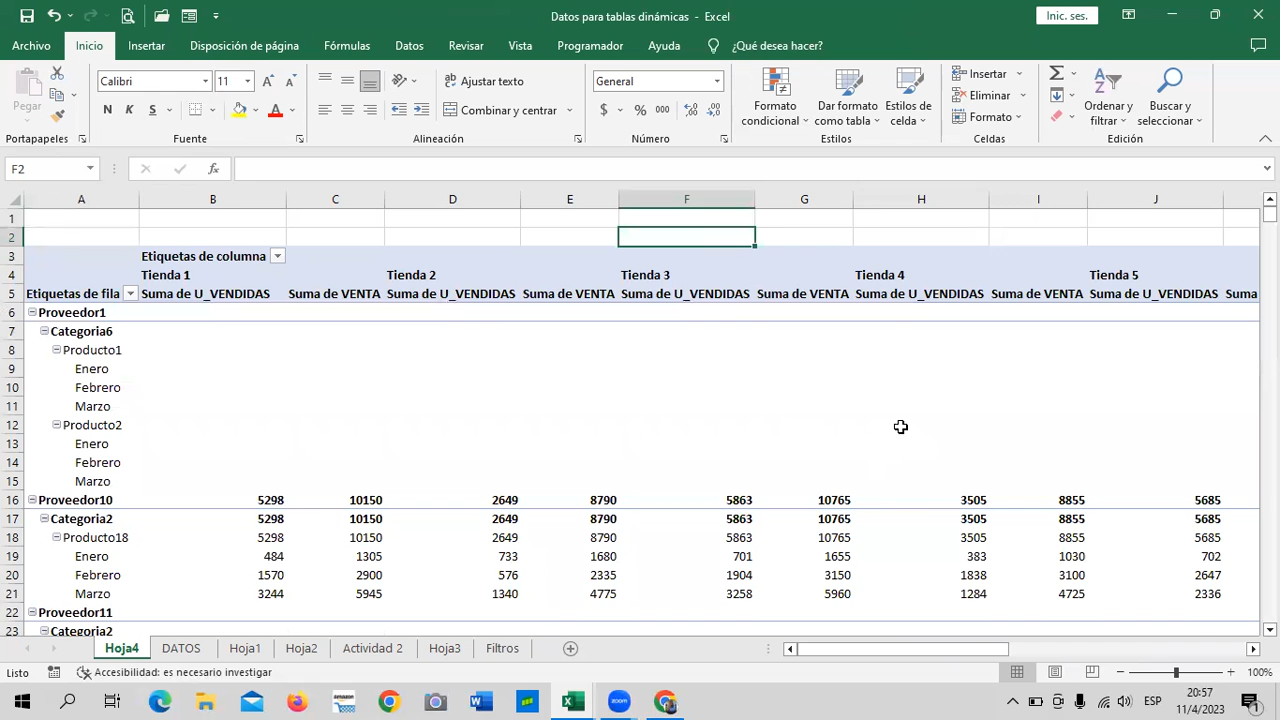 Datos para tablas dinámicas - Excel
Inic. ses.
Archivo Inicio Insertar Disposición de página Fórmulas Datos Revisar Vista Programador Ayuda ¿Qué desea hacer?
Pegar
Calibri 11
N K S
Ajustar texto
Combinar y centrar
General
$ % 000
Formato condicional
Dar formato como tabla
Estilos de celda
Insertar
Eliminar
Formato
Ordenar y filtrar
Buscar y seleccionar
Portapapeles Fuente Alineación Número Estilos Celdas Edición
F2
A B C D E F G H I J
1
2
3 Etiquetas de columna
4 Tienda 1 Tienda 2 Tienda 3 Tienda 4 Tienda 5
5 Etiquetas de fila Suma de U_VENDIDAS Suma de VENTA Suma de U_VENDIDAS Suma de VENTA Suma de U_VENDIDAS Suma de VENTA Suma de U_VENDIDAS Suma de VENTA Suma de U_VENDIDAS Suma
6 Proveedor1
7 Categoria6
8 Producto1
9 Enero
10 Febrero
11 Marzo
12 Producto2
13 Enero
14 Febrero
15 Marzo
16 Proveedor10 5298 10150 2649 8790 5863 10765 3505 8855 5685
17 Categoria2 5298 10150 2649 8790 5863 10765 3505 8855 5685
18 Producto18 5298 10150 2649 8790 5863 10765 3505 8855 5685
19 Enero 484 1305 733 1680 701 1655 383 1030 702
20 Febrero 1570 2900 576 2335 1904 3150 1838 3100 2647
21 Marzo 3244 5945 1340 4775 3258 5960 1284 4725 2336
22 Proveedor11
23 Categoria2
Hoja4 DATOS Hoja1 Hoja2 Actividad 2 Hoja3 Filtros
Listo Accesibilidad: es necesario investigar 100%
zoom ESP 20:57
11/4/2023